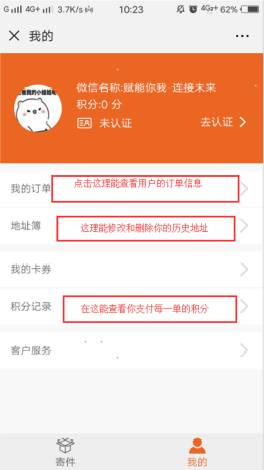 4G+ 3.7K/s 10:23 4G 62%
我的
微信名称:赋能你我 连接未来
积分:0 分
未认证 去认证
我的订单 点击这理能查看用户的订单信息
地址簿 这理能修改和删除你的历史地址
我的卡券
积分记录 在这能查看你支付每一单的积分
客户服务
寄件 我的